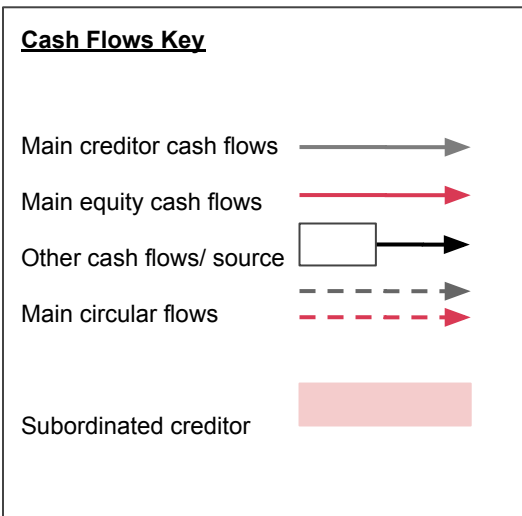 Cash Flows Key
Main creditor cash flows
Main equity cash flows
Other cash flows/ source
Main circular flows
Subordinated creditor